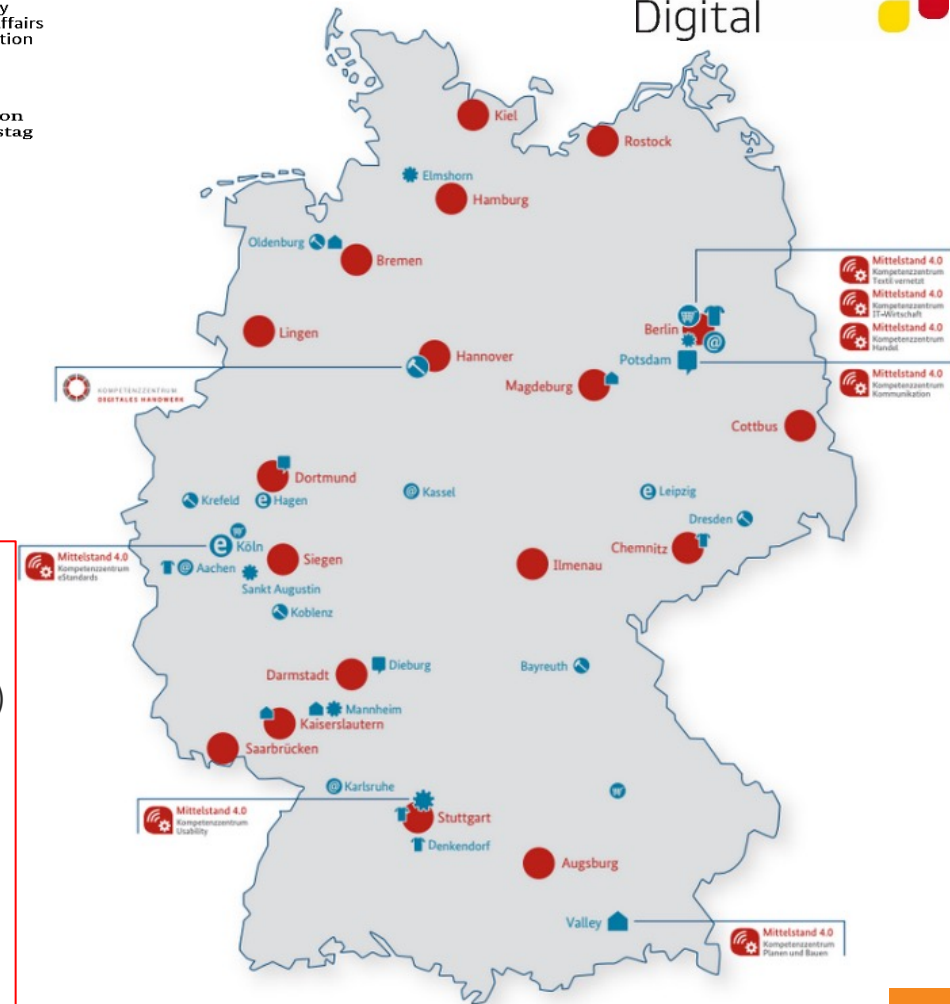 y
ffairs
tion
on
stag
Digital
Kiel
Rostock
Elmshorn
Hamburg
Oldenburg
Bremen
Mittelstand 4.0
Kompetenzzentrum
Textil vernetzt
Mittelstand 4.0
Kompetenzzentrum
IT-Wirtschaft
Mittelstand 4.0
Kompetenzzentrum
Handel
Lingen
Berlin
@
Hannover
Potsdam
Mittelstand 4.0
Kompetenzzentrum
Kommunikation
KOMPETENZZENTRUM
DIGITALES HANDWERK
Magdeburg
Cottbus
Dortmund
Krefeld
e Hagen
@ Kassel
e Leipzig
Dresden
e Köln
Mittelstand 4.0
Kompetenzzentrum
eStandards
Siegen
Chemnitz
Ilmenau
@ Aachen
Sankt Augustin
Koblenz
Darmstadt
Dieburg
Bayreuth
Mannheim
Kaiserslautern
Saarbrücken
@ Karlsruhe
Mittelstand 4.0
Kompetenzzentrum
Usability
Stuttgart
Denkendorf
Augsburg
Valley
Mittelstand 4.0
Kompetenzzentrum
Planen und Bauen
)